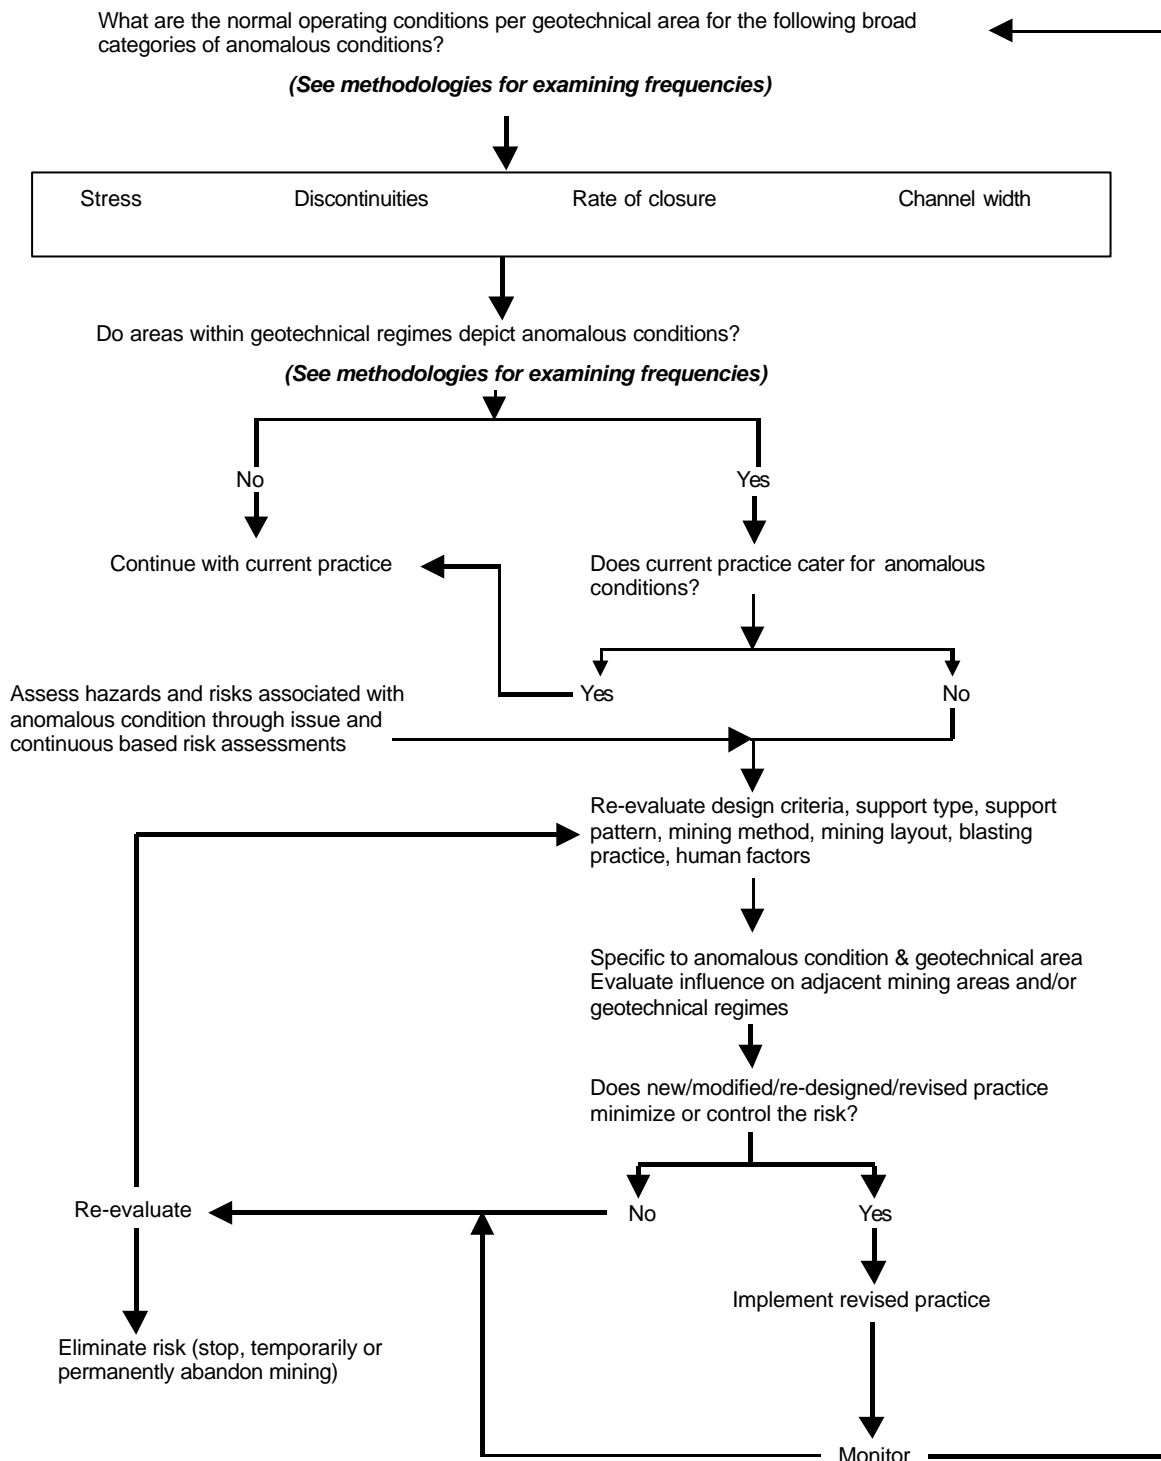 What are the normal operating conditions per geotechnical area for the following broad
categories of anomalous conditions?
(See methodologies for examining frequencies)
Stress Discontinuities Rate of closure Channel width
Do areas within geotechnical regimes depict anomalous conditions?
(See methodologies for examining frequencies)
No Yes
Continue with current practice
Does current practice cater for anomalous
conditions?
Yes No
Assess hazards and risks associated with
anomalous condition through issue and
continuous based risk assessments
Re-evaluate design criteria, support type, support
pattern, mining method, mining layout, blasting
practice, human factors
Specific to anomalous condition & geotechnical area
Evaluate influence on adjacent mining areas and/or
geotechnical regimes
Does new/modified/re-designed/revised practice
minimize or control the risk?
Re-evaluate No Yes
Implement revised practice
Eliminate risk (stop, temporarily or
permanently abandon mining)
Monitor